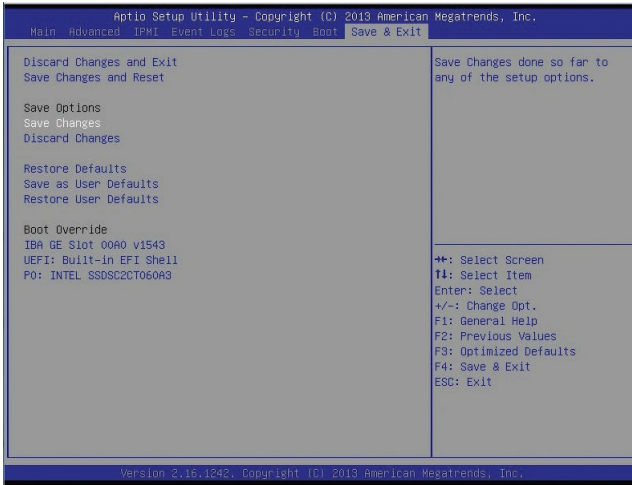 Aptio Setup Utility – Copyright (C) 2013 American Megatrends, Inc.
Main Advanced IPMI Event Logs Security Boot Save & Exit
Discard Changes and Exit
Save Changes and Reset
Save Options
Save Changes
Discard Changes
Restore Defaults
Save as User Defaults
Restore User Defaults
Boot Override
IBA GE Slot 00A0 v1543
UEFI: Built-in EFI Shell
P0: INTEL SSDSC2CT060A3
Save Changes done so far to
any of the setup options.
→←: Select Screen
↑↓: Select Item
Enter: Select
+/-: Change Opt.
F1: General Help
F2: Previous Values
F3: Optimized Defaults
F4: Save & Exit
ESC: Exit
Version 2.16.1242. Copyright (C) 2013 American Megatrends, Inc.